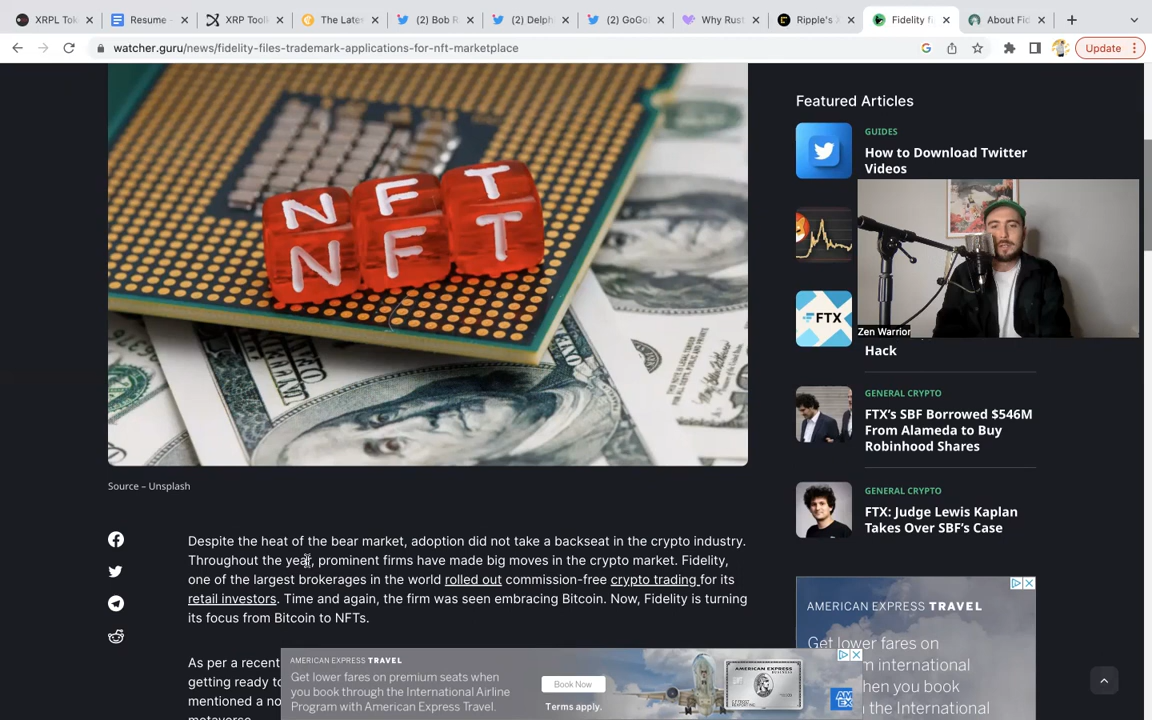 XRPL Tok
Resume -
XRP Tooli
The Lates
(2) Bob R
(2) Delph
(2) GoGo
Why Rus
Ripple's X
Fidelity f
About Fid
watcher.guru/news/fidelity-files-trademark-applications-for-nft-marketplace
Update
NFT
NFT
Source – Unsplash
Despite the heat of the bear market, adoption did not take a backseat in the crypto industry.
Throughout the year, prominent firms have made big moves in the crypto market. Fidelity,
one of the largest brokerages in the world rolled out commission-free crypto trading for its
retail investors. Time and again, the firm was seen embracing Bitcoin. Now, Fidelity is turning
its focus from Bitcoin to NFTs.
As per a recent
getting ready to
mentioned a no
metaverse
AMERICAN EXPRESS TRAVEL
Get lower fares on premium seats when
you book through the International Airline
Program with American Express Travel.
Book Now
Terms apply.
Featured Articles
GUIDES
How to Download Twitter
Videos
Zen Warrior
FTX
Hack
GENERAL CRYPTO
FTX's SBF Borrowed $546M
From Alameda to Buy
Robinhood Shares
GENERAL CRYPTO
FTX: Judge Lewis Kaplan
Takes Over SBF's Case
AMERICAN EXPRESS TRAVEL
Get lower fares on
m international
hen you book
h the International